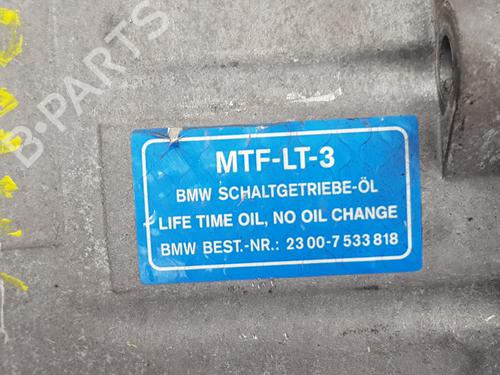 B-PARTS
MTF-LT-3
BMW SCHALTGETRIEBE-ÖL
LIFE TIME OIL, NO OIL CHANGE
BMW BEST.-NR.: 23 00-7 533 818